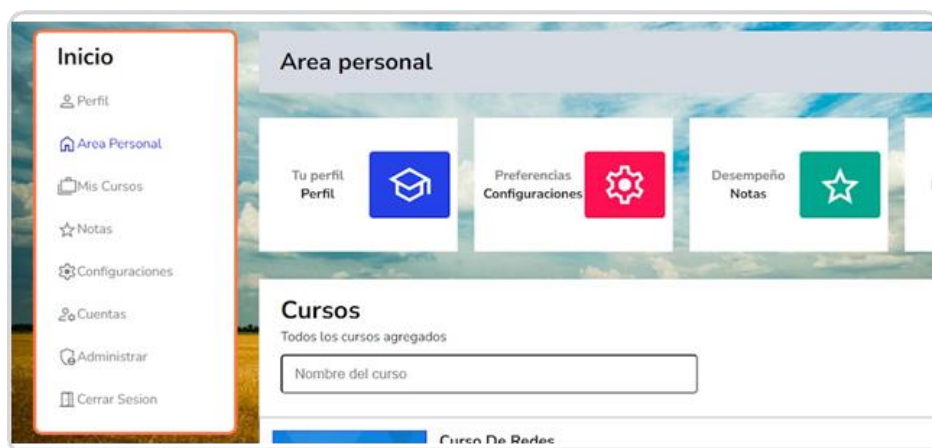 Inicio
Perfil
Area Personal
Mis Cursos
Notas
Configuraciones
Cuentas
Administrar
Cerrar Sesion
Area personal
Tu perfil
Perfil
Preferencias
Configuraciones
Desempeño
Notas
Cursos
Todos los cursos agregados
Nombre del curso
Curso De Redes